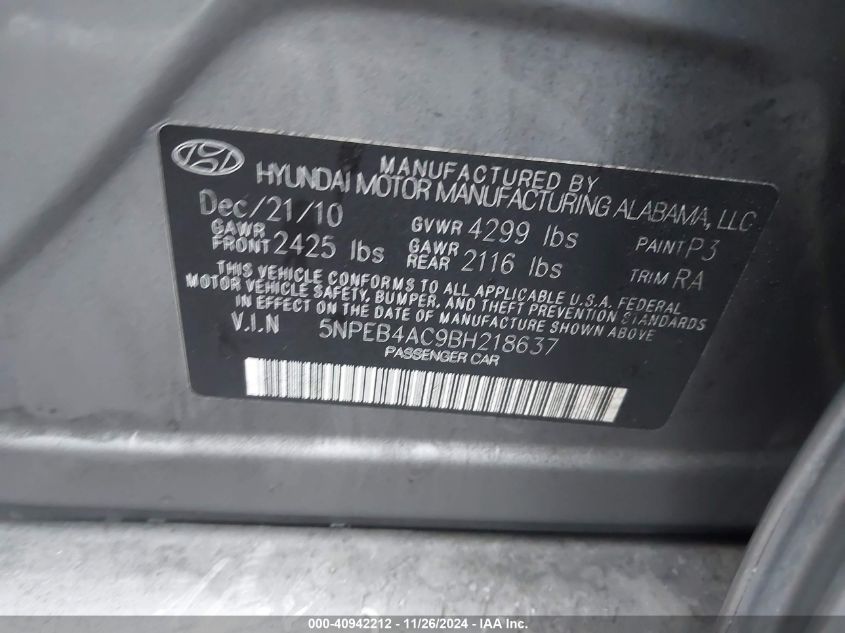 MANUFACTURED BY
HYUNDAI MOTOR MANUFACTURING ALABAMA, LLC
Dec/21/10 GVWR 4299 lbs PAINT P3
GAWR FRONT 2425 lbs GAWR REAR 2116 lbs TRIM RA
THIS VEHICLE CONFORMS TO ALL APPLICABLE U.S.A. FEDERAL
MOTOR VEHICLE SAFETY, BUMPER, AND THEFT PREVENTION STANDARDS
IN EFFECT ON THE DATE OF MANUFACTURE SHOWN ABOVE
V.I.N 5NPEB4AC9BH218637
PASSENGER CAR
000-40942212 - 11/26/2024 - IAA Inc.